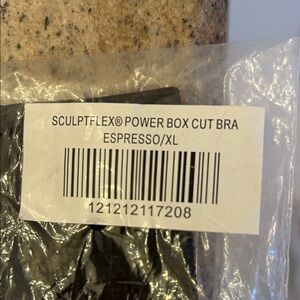 SCULPTFLEX® POWER BOX CUT BRA
ESPRESSO/XL
121212117208